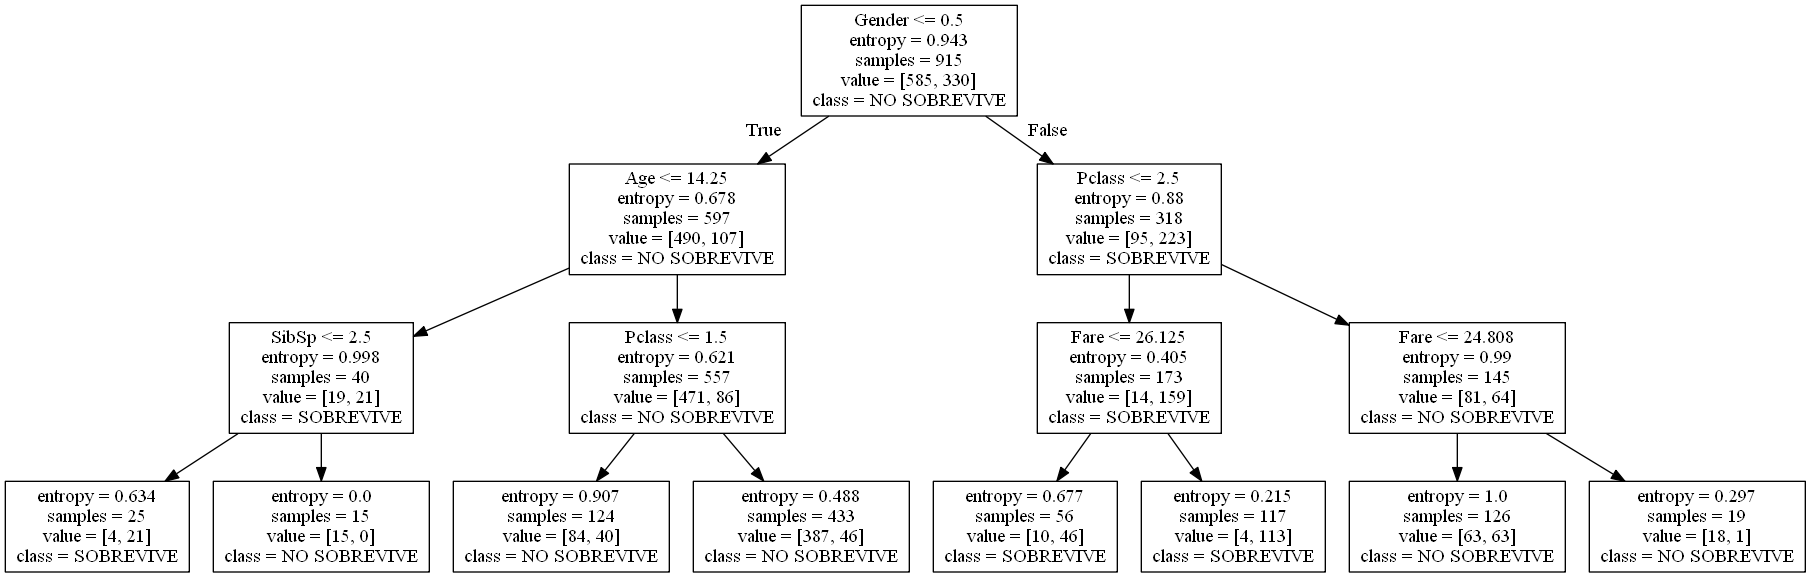 Gender <= 0.5
entropy = 0.943
samples = 915
value = [585, 330]
class = NO SOBREVIVE
True
False
Age <= 14.25
entropy = 0.678
samples = 597
value = [490, 107]
class = NO SOBREVIVE
Pclass <= 2.5
entropy = 0.88
samples = 318
value = [95, 223]
class = SOBREVIVE
SibSp <= 2.5
entropy = 0.998
samples = 40
value = [19, 21]
class = SOBREVIVE
Pclass <= 1.5
entropy = 0.621
samples = 557
value = [471, 86]
class = NO SOBREVIVE
Fare <= 26.125
entropy = 0.405
samples = 173
value = [14, 159]
class = SOBREVIVE
Fare <= 24.808
entropy = 0.99
samples = 145
value = [81, 64]
class = NO SOBREVIVE
entropy = 0.634
samples = 25
value = [4, 21]
class = SOBREVIVE
entropy = 0.0
samples = 15
value = [15, 0]
class = NO SOBREVIVE
entropy = 0.907
samples = 124
value = [84, 40]
class = NO SOBREVIVE
entropy = 0.488
samples = 433
value = [387, 46]
class = NO SOBREVIVE
entropy = 0.677
samples = 56
value = [10, 46]
class = SOBREVIVE
entropy = 0.215
samples = 117
value = [4, 113]
class = SOBREVIVE
entropy = 1.0
samples = 126
value = [63, 63]
class = NO SOBREVIVE
entropy = 0.297
samples = 19
value = [18, 1]
class = NO SOBREVIVE